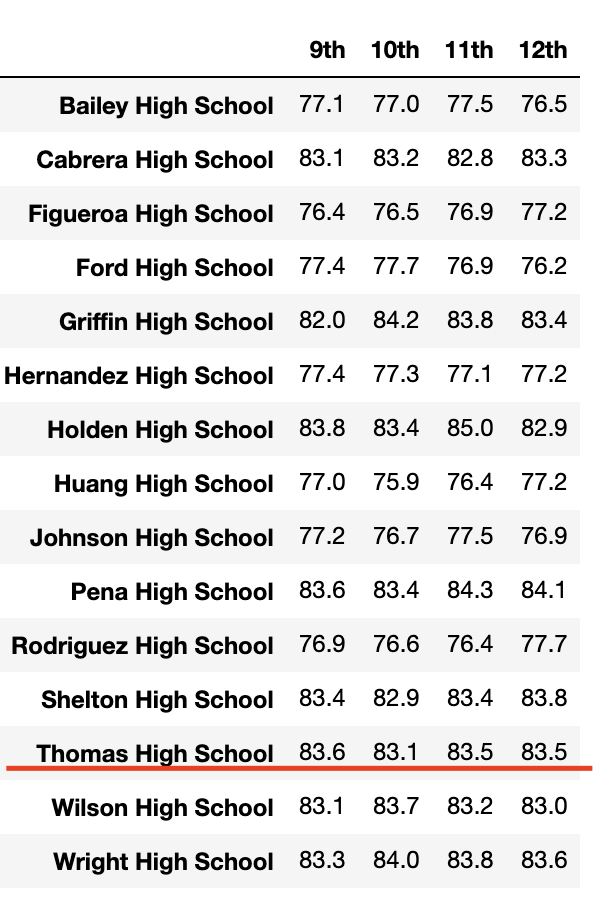 9th 10th 11th 12th
Bailey High School 77.1 77.0 77.5 76.5
Cabrera High School 83.1 83.2 82.8 83.3
Figueroa High School 76.4 76.5 76.9 77.2
Ford High School 77.4 77.7 76.9 76.2
Griffin High School 82.0 84.2 83.8 83.4
Hernandez High School 77.4 77.3 77.1 77.2
Holden High School 83.8 83.4 85.0 82.9
Huang High School 77.0 75.9 76.4 77.2
Johnson High School 77.2 76.7 77.5 76.9
Pena High School 83.6 83.4 84.3 84.1
Rodriguez High School 76.9 76.6 76.4 77.7
Shelton High School 83.4 82.9 83.4 83.8
Thomas High School 83.6 83.1 83.5 83.5
Wilson High School 83.1 83.7 83.2 83.0
Wright High School 83.3 84.0 83.8 83.6